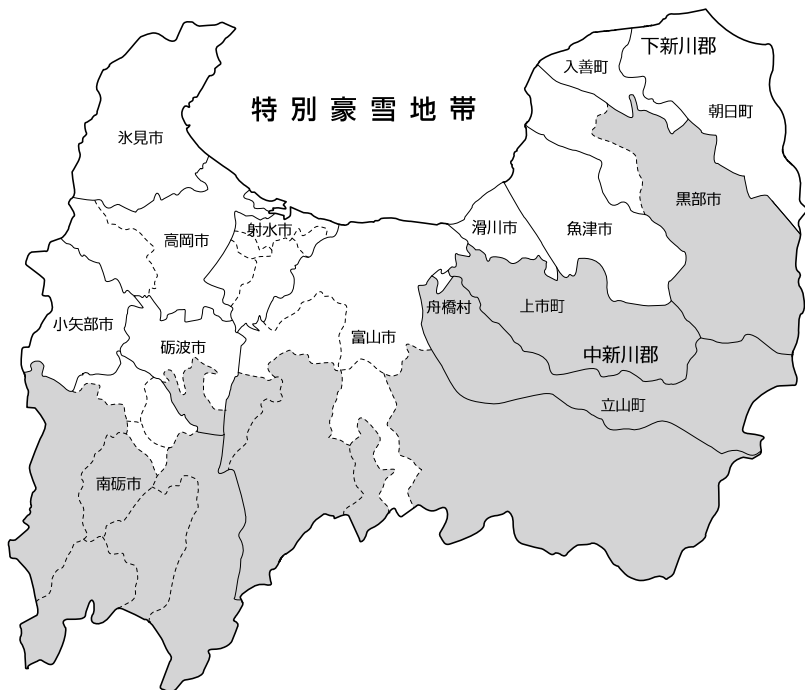 特別豪雪地帯
下新川郡
入善町
朝日町
氷見市
黒部市
高岡市
射水市
滑川市
魚津市
舟橋村
上市町
小矢部市
砺波市
富山市
中新川郡
立山町
南砺市